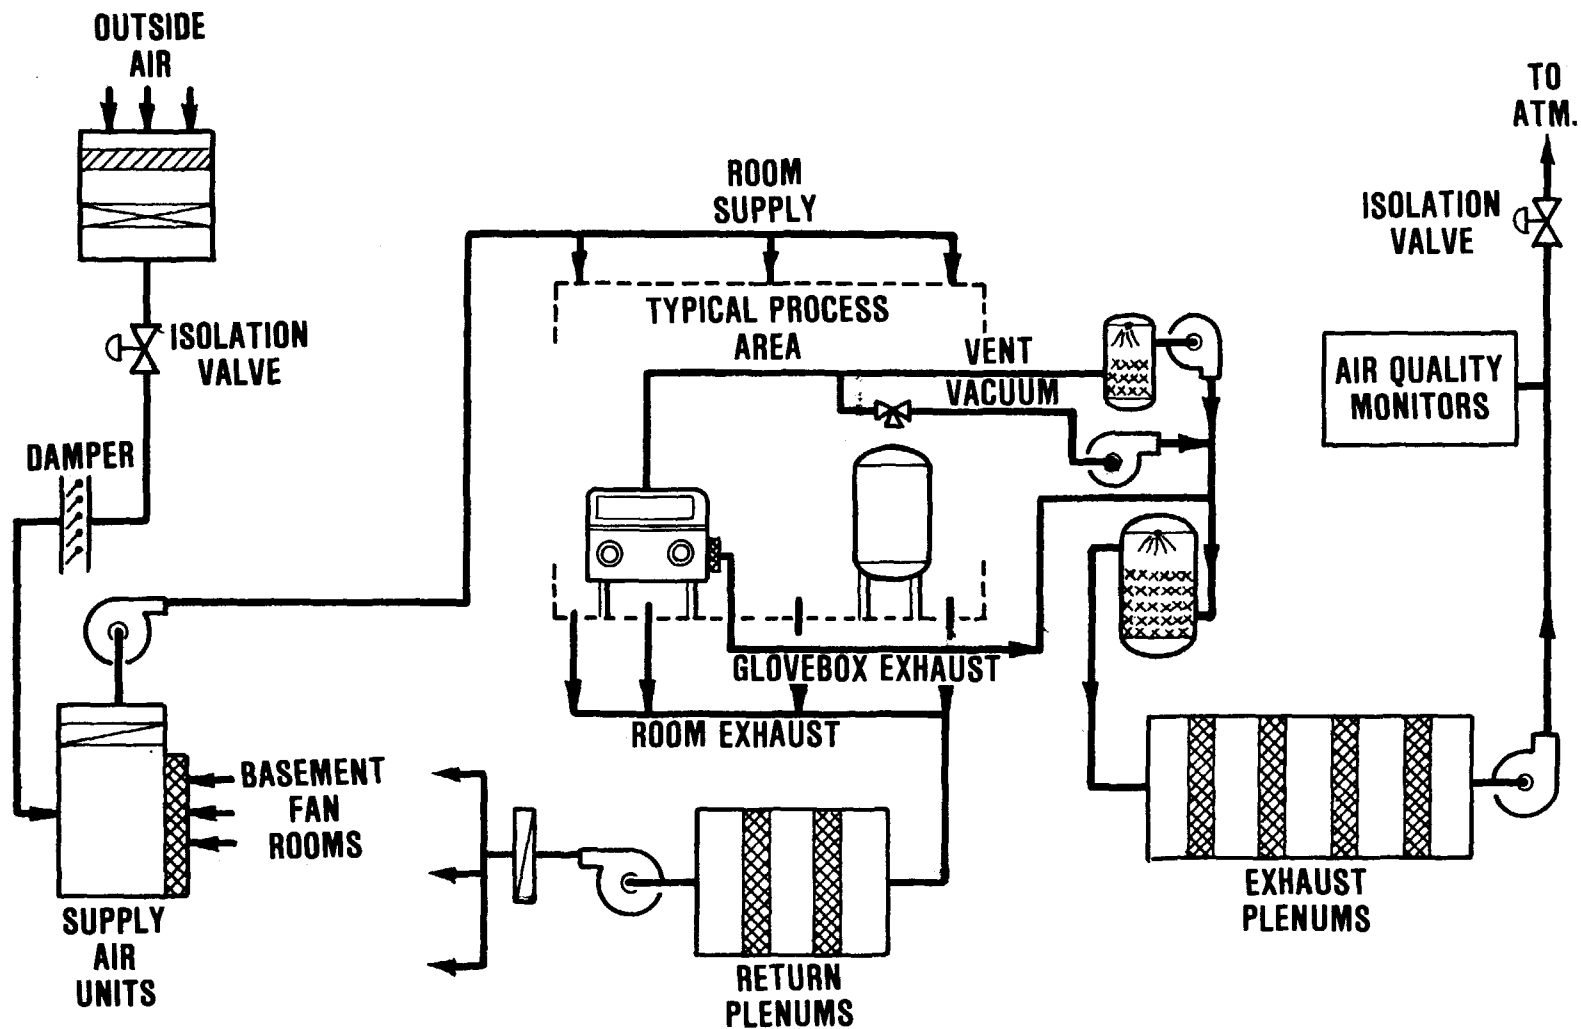 OUTSIDE
AIR
TO
ATM.
ROOM
SUPPLY
ISOLATION
VALVE
TYPICAL PROCESS
AREA
ISOLATION
VALVE
VENT
VACUUM
AIR QUALITY
MONITORS
DAMPER
GLOVEBOX EXHAUST
ROOM EXHAUST
BASEMENT
FAN
ROOMS
EXHAUST
PLENUMS
SUPPLY
AIR
UNITS
RETURN
PLENUMS